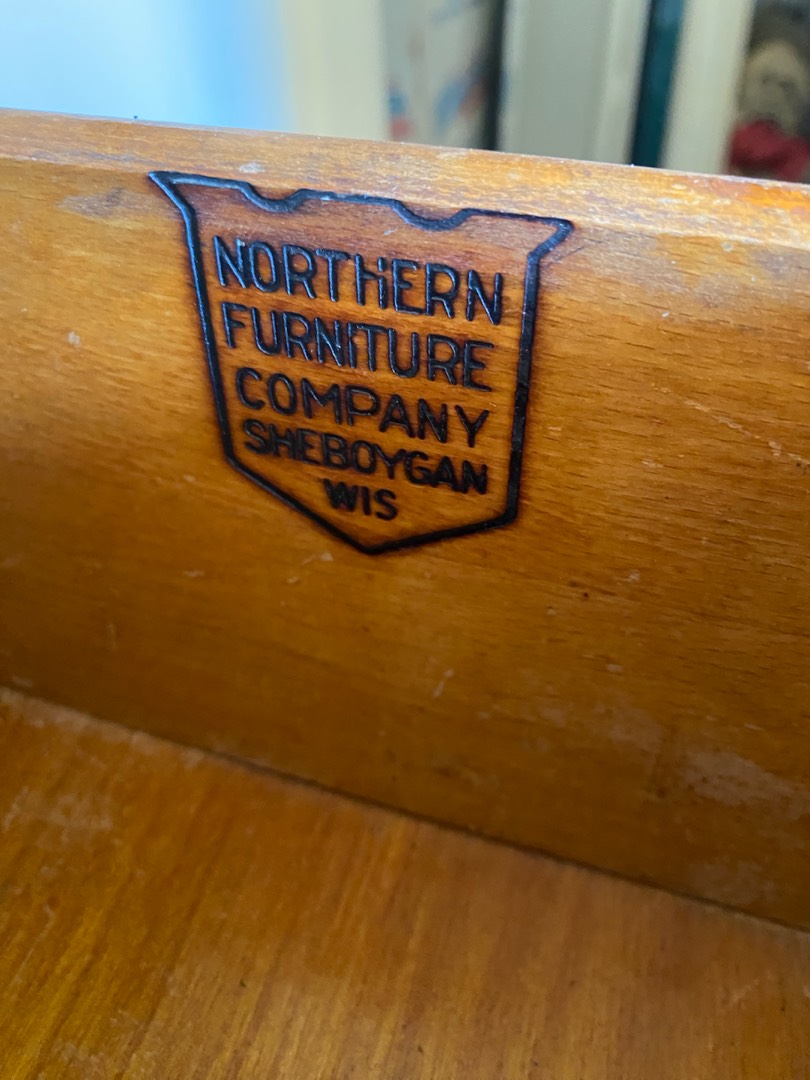 NORTHERN
FURNITURE
COMPANY
SHEBOYGAN
WIS